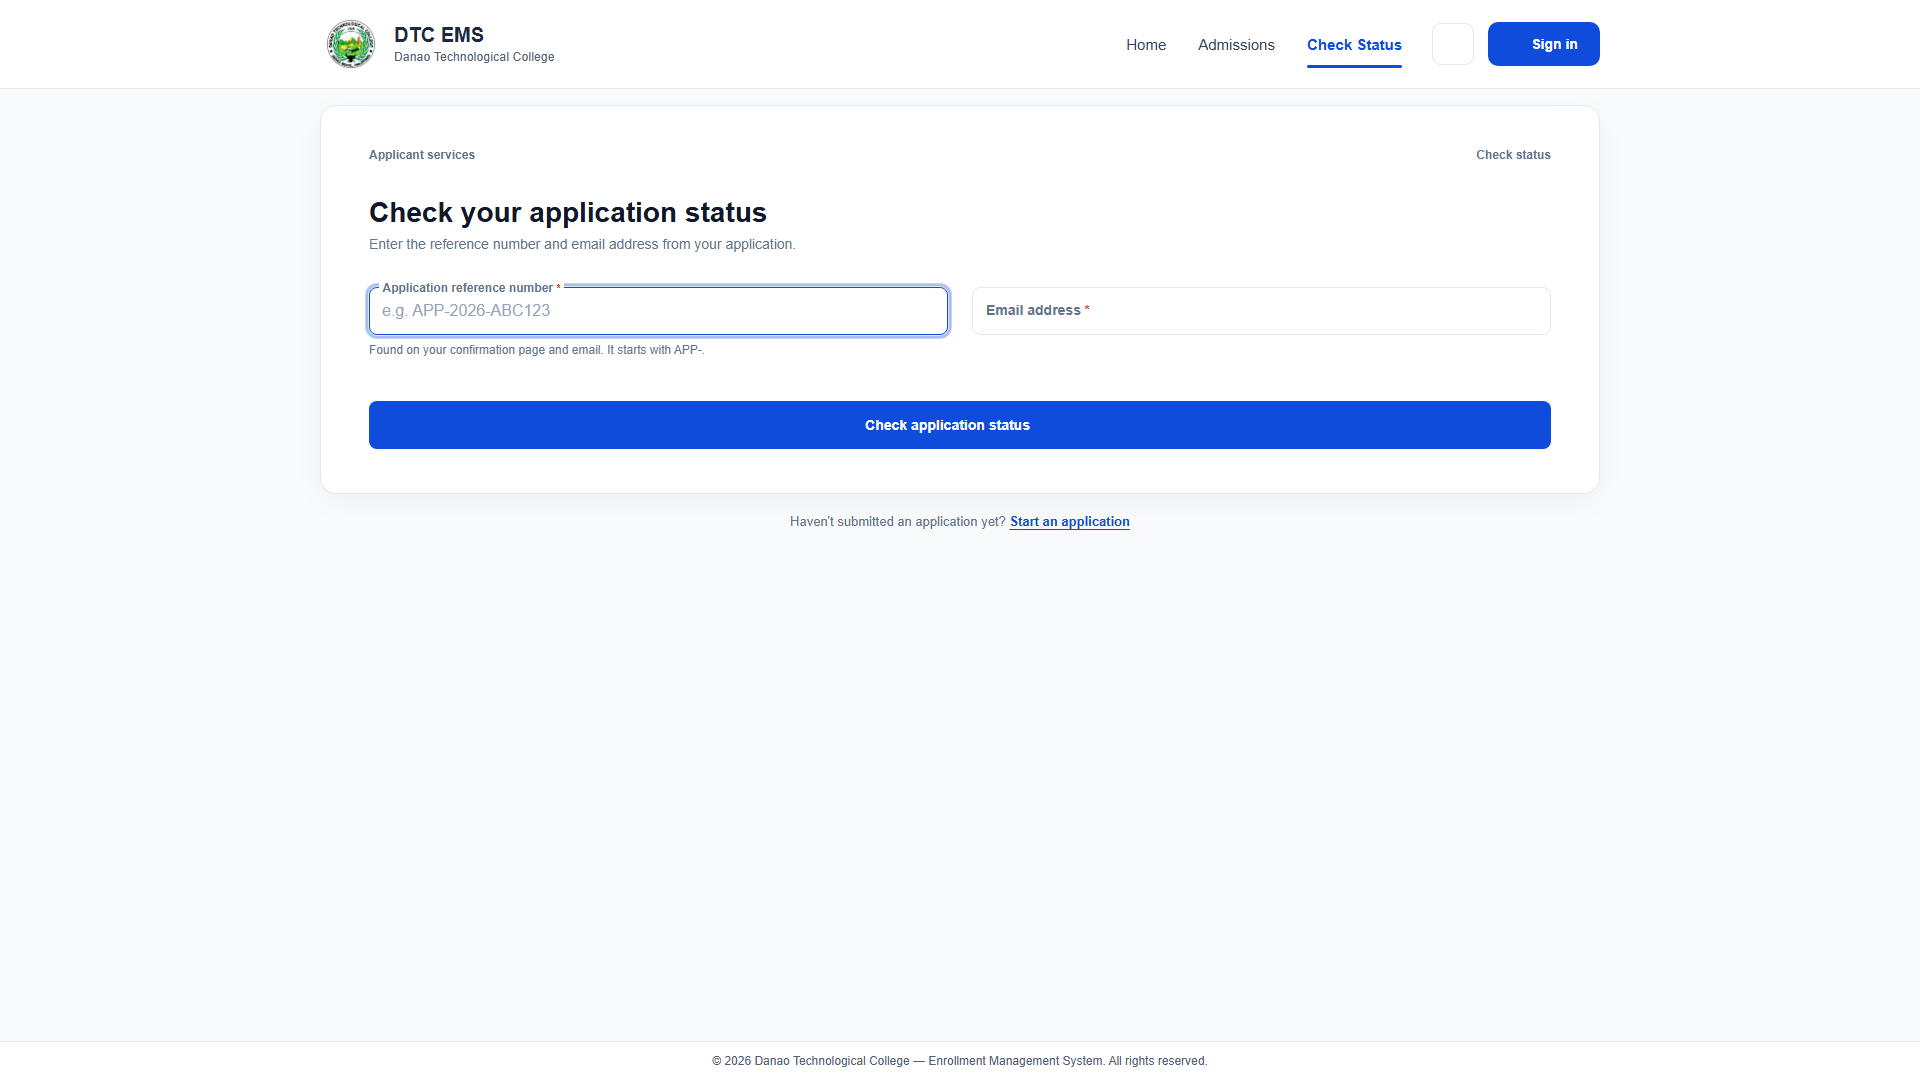 DTC EMS
Danao Technological College
Home
Admissions
Check Status
Sign in
Applicant services
Check status
Check your application status
Enter the reference number and email address from your application.
Application reference number *
e.g. APP-2026-ABC123
Email address *
Found on your confirmation page and email. It starts with APP-.
Check application status
Haven't submitted an application yet? Start an application
© 2026 Danao Technological College — Enrollment Management System. All rights reserved.